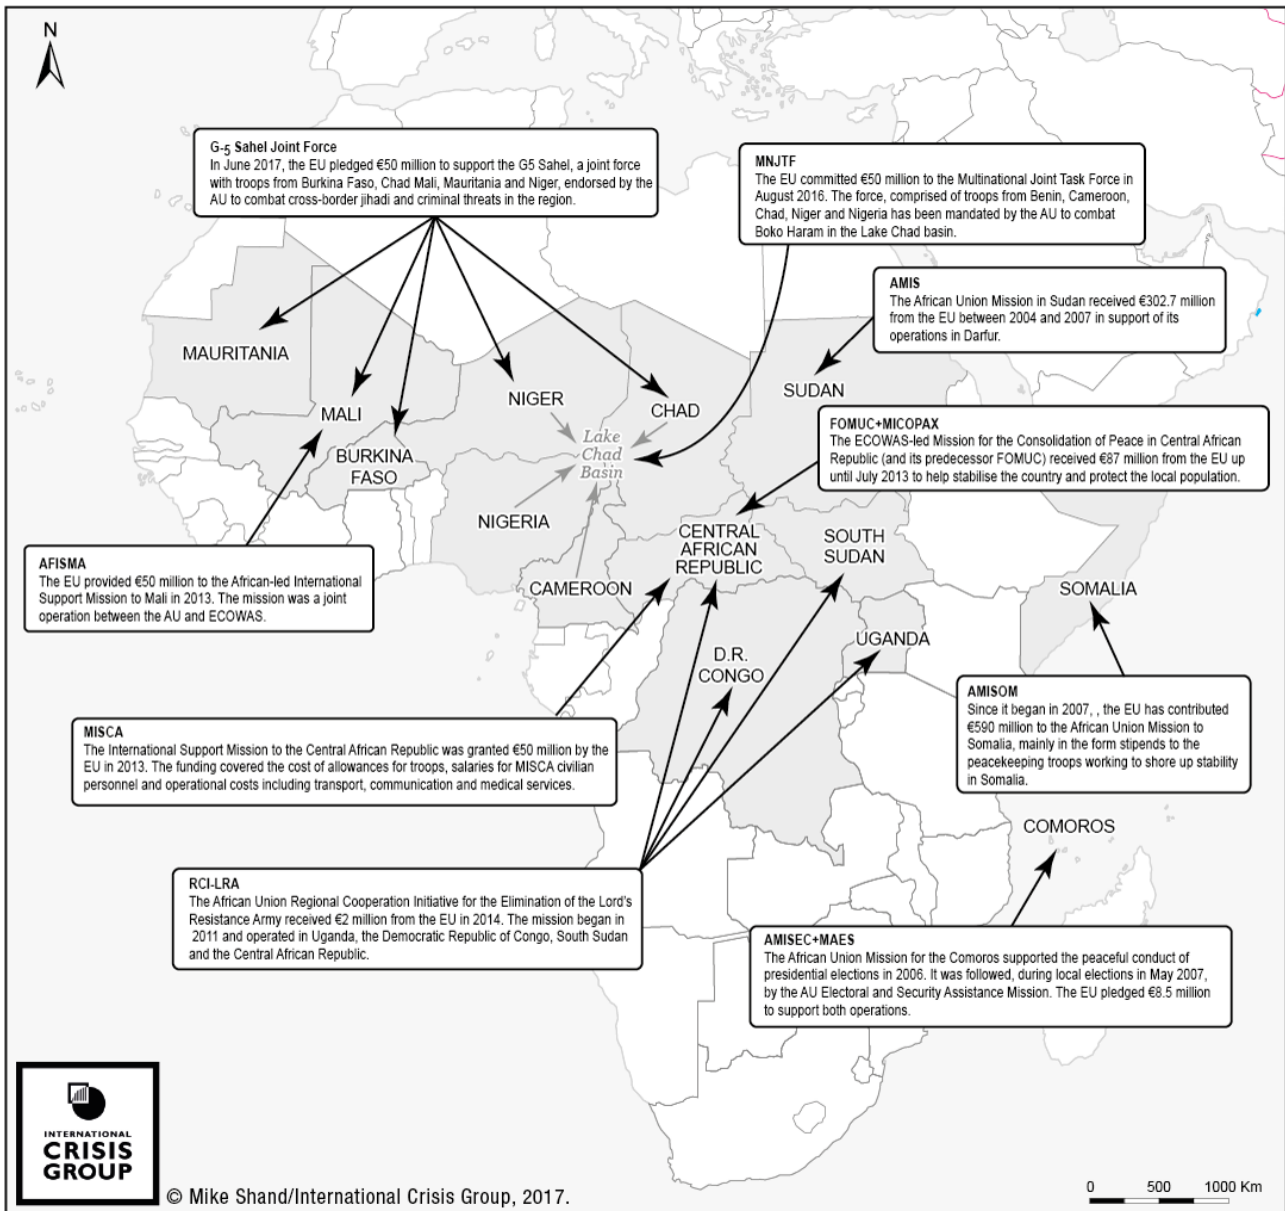 N
G-5 Sahel Joint Force
In June 2017, the EU pledged €50 million to support the G5 Sahel, a joint force
with troops from Burkina Faso, Chad Mali, Mauritania and Niger, endorsed by the
AU to combat cross-border jihadi and criminal threats in the region.
MNJTF
The EU committed €50 million to the Multinational Joint Task Force in
August 2016. The force, comprised of troops from Benin, Cameroon,
Chad, Niger and Nigeria has been mandated by the AU to combat
Boko Haram in the Lake Chad basin.
AMIS
The African Union Mission in Sudan received €302.7 million
from the EU between 2004 and 2007 in support of its
operations in Darfur.
MAURITANIA
MALI
BURKINA
FASO
NIGER
CHAD
SUDAN
Lake
Chad
Basin
FOMUC+MICOPAX
The ECOWAS-led Mission for the Consolidation of Peace in Central African
Republic (and its predecessor FOMUC) received €87 million from the EU up
until July 2013 to help stabilise the country and protect the local population.
NIGERIA
CAMEROON
CENTRAL
AFRICAN
REPUBLIC
SOUTH
SUDAN
AFISMA
The EU provided €50 million to the African-led International
Support Mission to Mali in 2013. The mission was a joint
operation between the AU and ECOWAS.
SOMALIA
UGANDA
D.R.
CONGO
AMISOM
Since it began in 2007, , the EU has contributed
€590 million to the African Union Mission to
Somalia, mainly in the form stipends to the
peacekeeping troops working to shore up stability
in Somalia.
MISCA
The International Support Mission to the Central African Republic was granted €50 million by the
EU in 2013. The funding covered the cost of allowances for troops, salaries for MISCA civilian
personnel and operational costs including transport, communication and medical services.
COMOROS
RCI-LRA
The African Union Regional Cooperation Initiative for the Elimination of the Lord's
Resistance Army received €2 million from the EU in 2014. The mission began in
2011 and operated in Uganda, the Democratic Republic of Congo, South Sudan
and the Central African Republic.
AMISEC+MAES
The African Union Mission for the Comoros supported the peaceful conduct of
presidential elections in 2006. It was followed, during local elections in May 2007,
by the AU Electoral and Security Assistance Mission. The EU pledged €8.5 million
to support both operations.
INTERNATIONAL
CRISIS
GROUP
© Mike Shand/International Crisis Group, 2017.
0 500 1000 Km